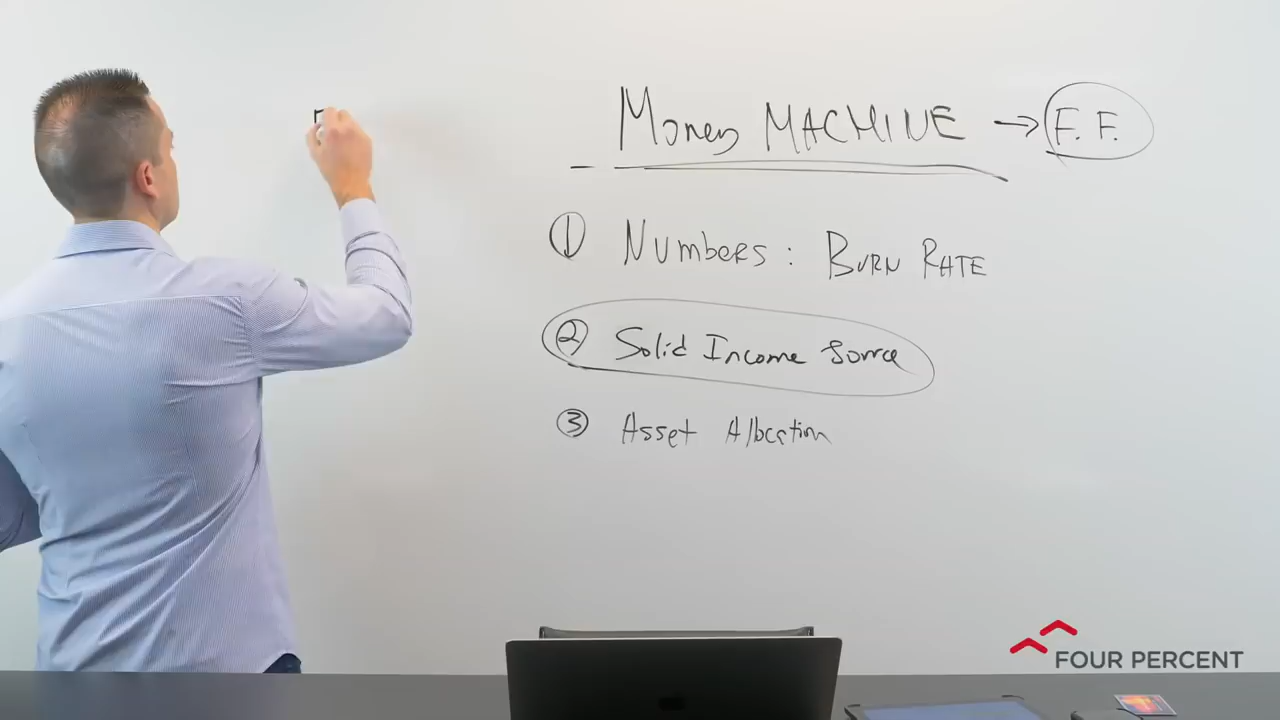 Money MACHINE → F. F.
① Numbers: BURN RATE
② Solid Income Source
③ Asset Allocation
FOUR PERCENT